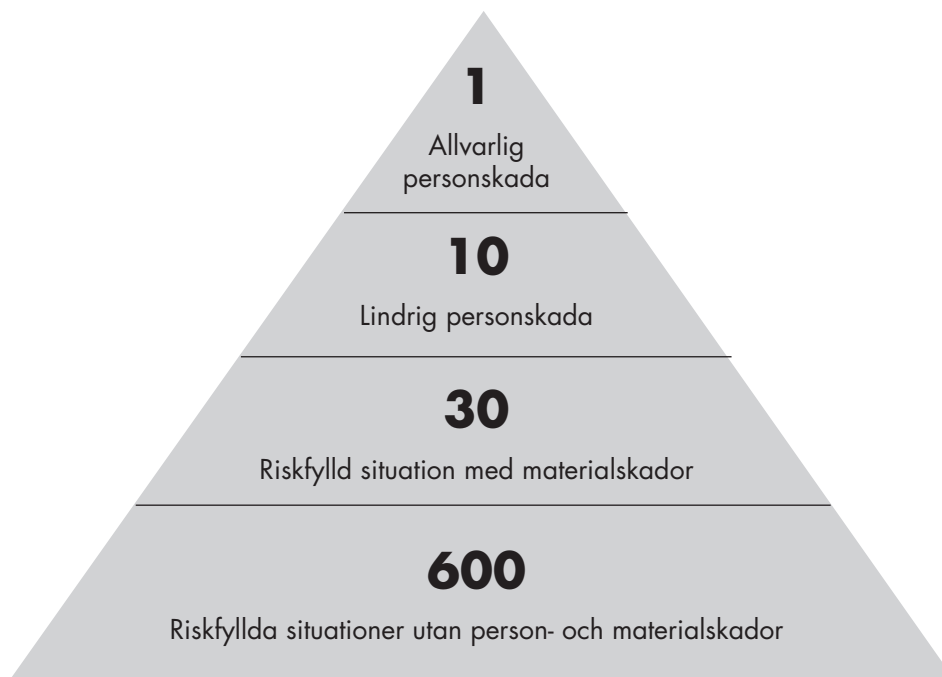 1
Allvarlig
personskada
10
Lindrig personskada
30
Riskfylld situation med materialskador
600
Riskfyllda situationer utan person- och materialskador